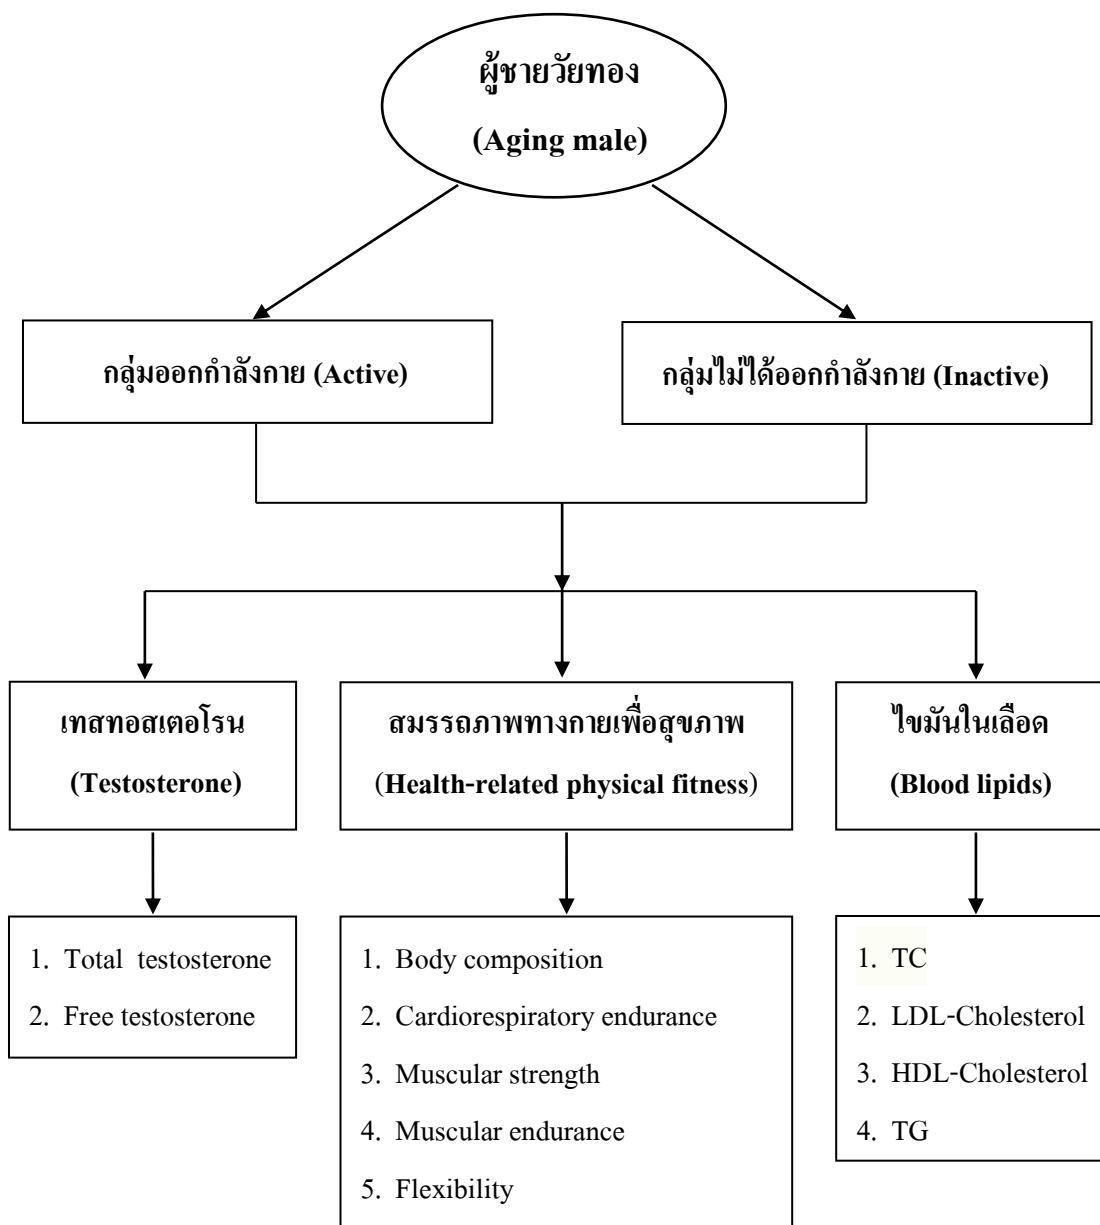 ผู้ชายวัยทอง
(Aging male)
กลุ่มออกกำลังกาย (Active)
กลุ่มไม่ได้ออกกำลังกาย (Inactive)
เทสทอสเตอโรน
(Testosterone)
สมรรถภาพทางกายเพื่อสุขภาพ
(Health-related physical fitness)
ไขมันในเลือด
(Blood lipids)
1. Total testosterone
2. Free testosterone
1. Body composition
2. Cardiorespiratory endurance
3. Muscular strength
4. Muscular endurance
5. Flexibility
1. TC
2. LDL-Cholesterol
3. HDL-Cholesterol
4. TG